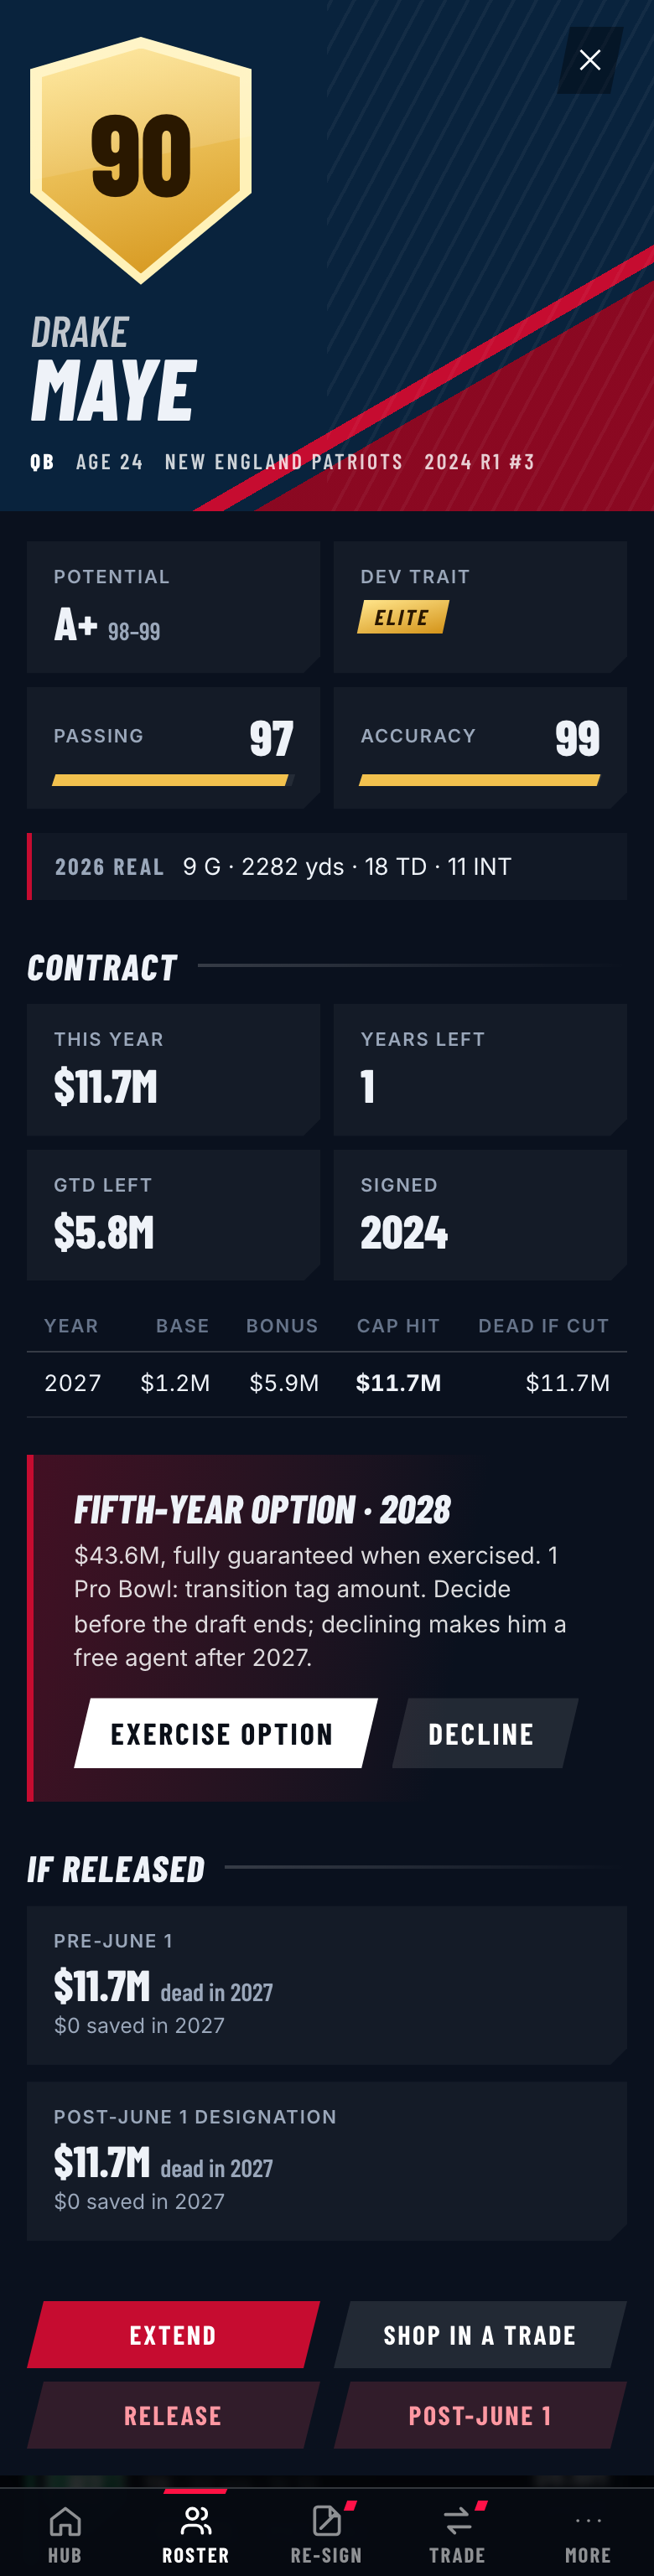 90
DRAKE
MAYE
QB AGE 24 NEW ENGLAND PATRIOTS 2024 R1 #3
POTENTIAL
A+ 98–99
DEV TRAIT
ELITE
PASSING 97
ACCURACY 99
2026 REAL 9 G · 2282 yds · 18 TD · 11 INT
CONTRACT
THIS YEAR
$11.7M
YEARS LEFT
1
GTD LEFT
$5.8M
SIGNED
2024
YEAR BASE BONUS CAP HIT DEAD IF CUT
2027 $1.2M $5.9M $11.7M $11.7M
FIFTH-YEAR OPTION · 2028
$43.6M, fully guaranteed when exercised. 1
Pro Bowl: transition tag amount. Decide
before the draft ends; declining makes him a
free agent after 2027.
EXERCISE OPTION DECLINE
IF RELEASED
PRE-JUNE 1
$11.7M dead in 2027
$0 saved in 2027
POST-JUNE 1 DESIGNATION
$11.7M dead in 2027
$0 saved in 2027
EXTEND SHOP IN A TRADE
RELEASE POST-JUNE 1
HUB ROSTER RE-SIGN TRADE MORE